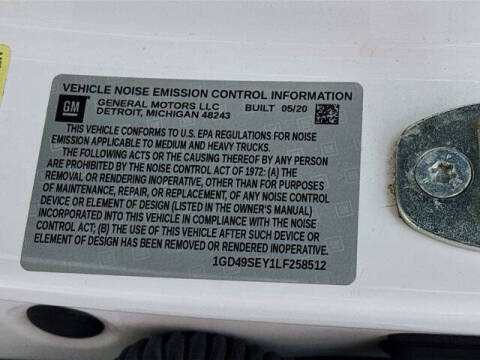 VEHICLE NOISE EMISSION CONTROL INFORMATION
GM GENERAL MOTORS LLC BUILT 05/20
DETROIT, MICHIGAN 48243
THIS VEHICLE CONFORMS TO U.S. EPA REGULATIONS FOR NOISE
EMISSION APPLICABLE TO MEDIUM AND HEAVY TRUCKS.
THE FOLLOWING ACTS OR THE CAUSING THEREOF BY ANY PERSON
ARE PROHIBITED BY THE NOISE CONTROL ACT OF 1972: (A) THE
REMOVAL OR RENDERING INOPERATIVE, OTHER THAN FOR PURPOSES
OF MAINTENANCE, REPAIR, OR REPLACEMENT, OF ANY NOISE CONTROL
DEVICE OR ELEMENT OF DESIGN (LISTED IN THE OWNER'S MANUAL)
INCORPORATED INTO THIS VEHICLE IN COMPLIANCE WITH THE NOISE
CONTROL ACT; (B) THE USE OF THIS VEHICLE AFTER SUCH DEVICE OR
ELEMENT OF DESIGN HAS BEEN REMOVED OR RENDERED INOPERATIVE.
1GD49SEY1LF258512